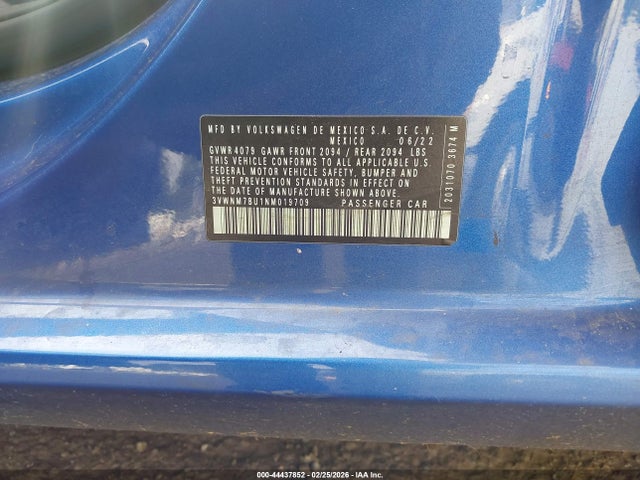 MFD BY VOLKSWAGEN DE MEXICO S.A. DE C.V.
MEXICO 06/22
GVWR 4079 GAWR FRONT 2094 / REAR 2094 LBS
THIS VEHICLE CONFORMS TO ALL APPLICABLE U.S.
FEDERAL MOTOR VEHICLE SAFETY, BUMPER AND
THEFT PREVENTION STANDARDS IN EFFECT ON
THE DATE OF MANUFACTURE SHOWN ABOVE.
3VWNM7BU1NM019709 PASSENGER CAR
2031070 3674 M
000-44437852 | 02/25/2026 - IAA Inc.